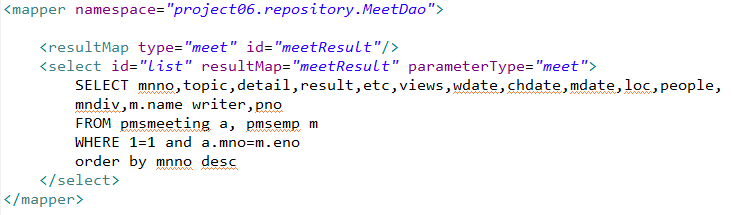 <mapper namespace="project06.repository.MeetDao">
<resultMap type="meet" id="meetResult"/>
<select id="list" resultMap="meetResult" parameterType="meet">
SELECT mnno,topic,detail,result,etc,views,wdate,chdate,mdate,loc,people,
mndiv,m.name writer,pno
FROM pmsmeeting a, pmsemp m
WHERE 1=1 and a.mno=m.eno
order by mnno desc
</select>
</mapper>